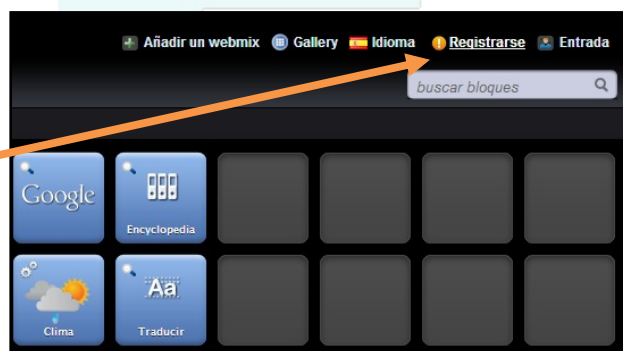 Añadir un webmix Gallery Idioma Registrarse Entrada
buscar bloques
Google
Encyclopedia
Aa
Clima Traducir